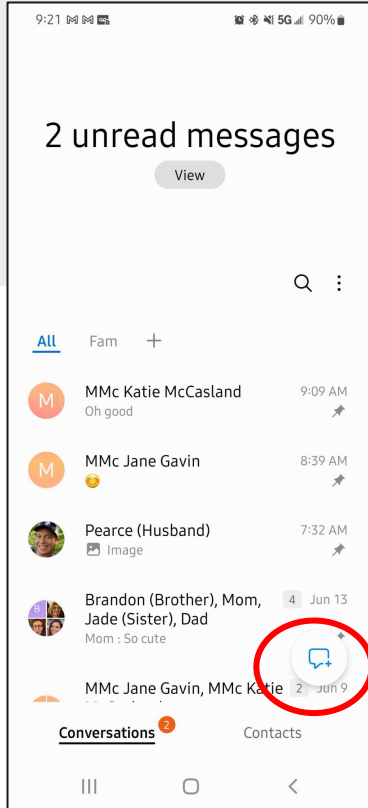 9:21 5G 90%
2 unread messages
View
All Fam +
M MMc Katie McCasland 9:09 AM
Oh good
M MMc Jane Gavin 8:39 AM
Pearce (Husband) 7:32 AM
Image
B Brandon (Brother), Mom, 4 Jun 13
Jade (Sister), Dad
Mom : So cute
MMc Jane Gavin, MMc Katie 2 Jun 9
Conversations 2 Contacts